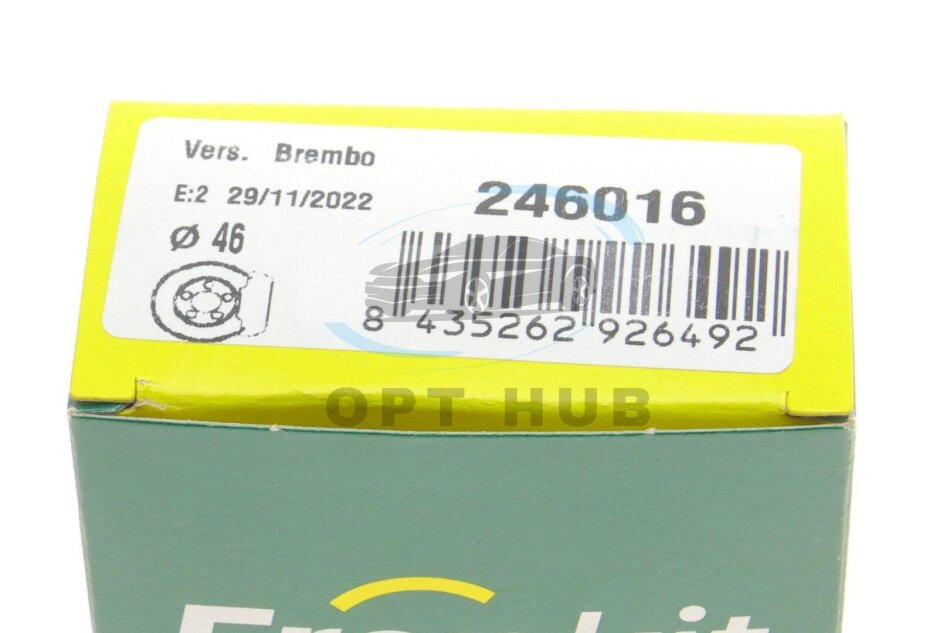 Vers. Brembo
E:2 29/11/2022
246016
Ø 46
8 435262 926492
OPT HUB